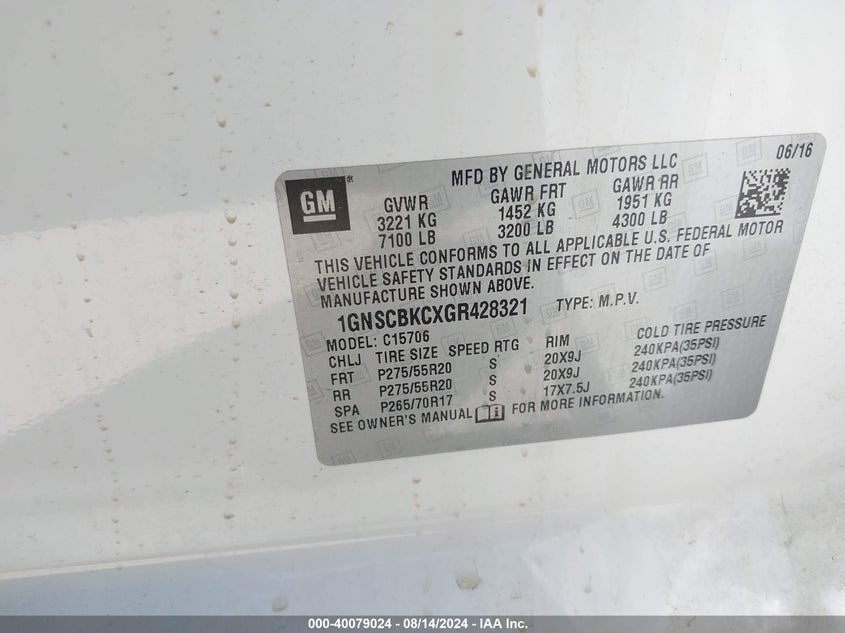 06/16
GM ®
MFD BY GENERAL MOTORS LLC
GVWR GAWR FRT GAWR RR
3221 KG 1452 KG 1951 KG
7100 LB 3200 LB 4300 LB
THIS VEHICLE CONFORMS TO ALL APPLICABLE U.S. FEDERAL MOTOR
VEHICLE SAFETY STANDARDS IN EFFECT ON THE DATE OF
MANUFACTURE SHOWN ABOVE.
1GNSCBKCXGR428321 TYPE: M.P.V.
MODEL: C15706
CHLJ TIRE SIZE SPEED RTG RIM COLD TIRE PRESSURE
FRT P275/55R20 S 20X9J 240KPA(35PSI)
RR P275/55R20 S 20X9J 240KPA(35PSI)
SPA P265/70R17 S 17X7.5J 240KPA(35PSI)
SEE OWNER'S MANUAL FOR MORE INFORMATION.
000-40079024 - 08/14/2024 - IAA Inc.